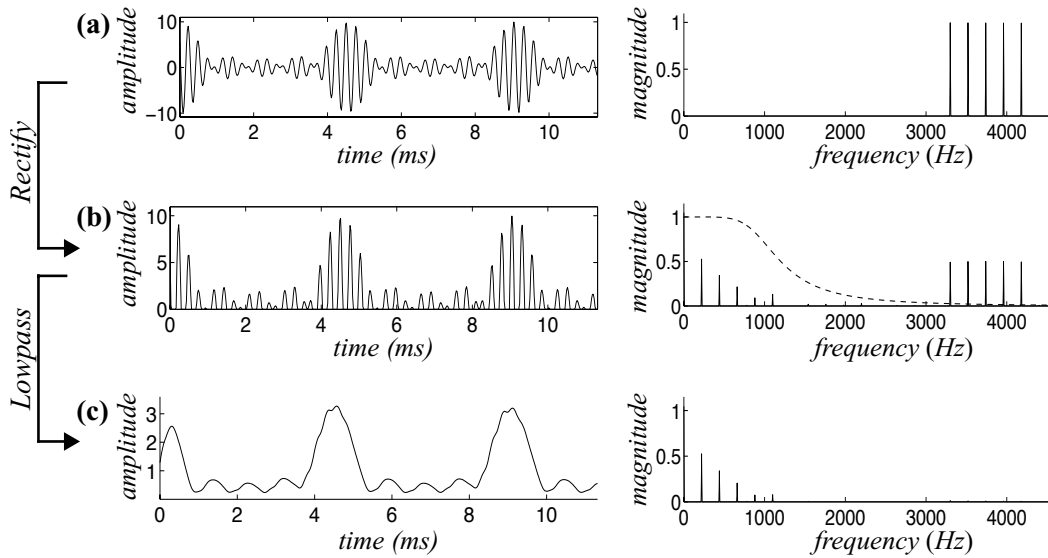 (a)
amplitude
10
0
−10
0 2 4 6 8 10
time (ms)
magnitude
1
0.5
0
0 1000 2000 3000 4000
frequency (Hz)
Rectify
(b)
amplitude
10
5
0
0 2 4 6 8 10
time (ms)
magnitude
1
0.5
0
0 1000 2000 3000 4000
frequency (Hz)
Lowpass
(c)
amplitude
3
2
1
0 2 4 6 8 10
time (ms)
magnitude
1
0.5
0
0 1000 2000 3000 4000
frequency (Hz)